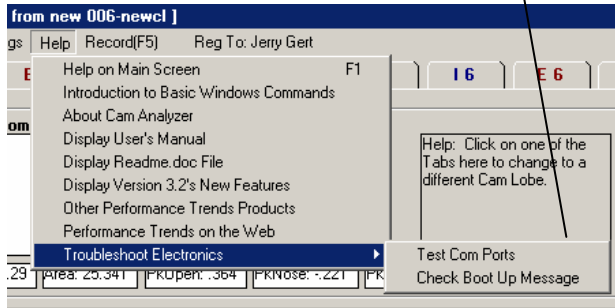 from new 006-newcl ]
gs Help Record(F5) Reg To: Jerry Gert
E I 6 E 6
Help on Main Screen F1
Introduction to Basic Windows Commands
About Cam Analyzer
om
Display User's Manual
Display Readme.doc File
Display Version 3.2's New Features
Other Performance Trends Products
Performance Trends on the Web
Troubleshoot Electronics
Help: Click on one of the
Tabs here to change to a
different Cam Lobe.
Test Com Ports
Check Boot Up Message
.29 Area: 25.341 PkOpen: .364 PkNose: -.221 PK